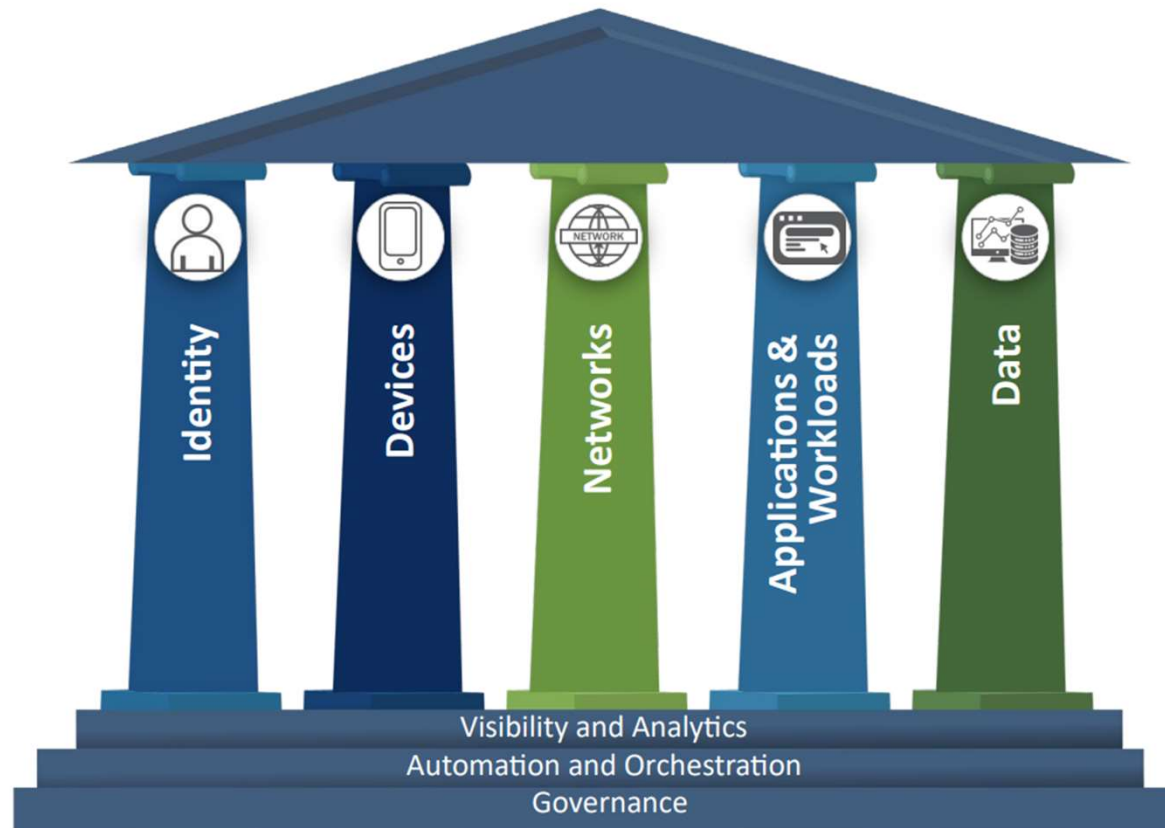 NETWORK
Identity
Devices
Networks
Applications &
Workloads
Data
Visibility and Analytics
Automation and Orchestration
Governance